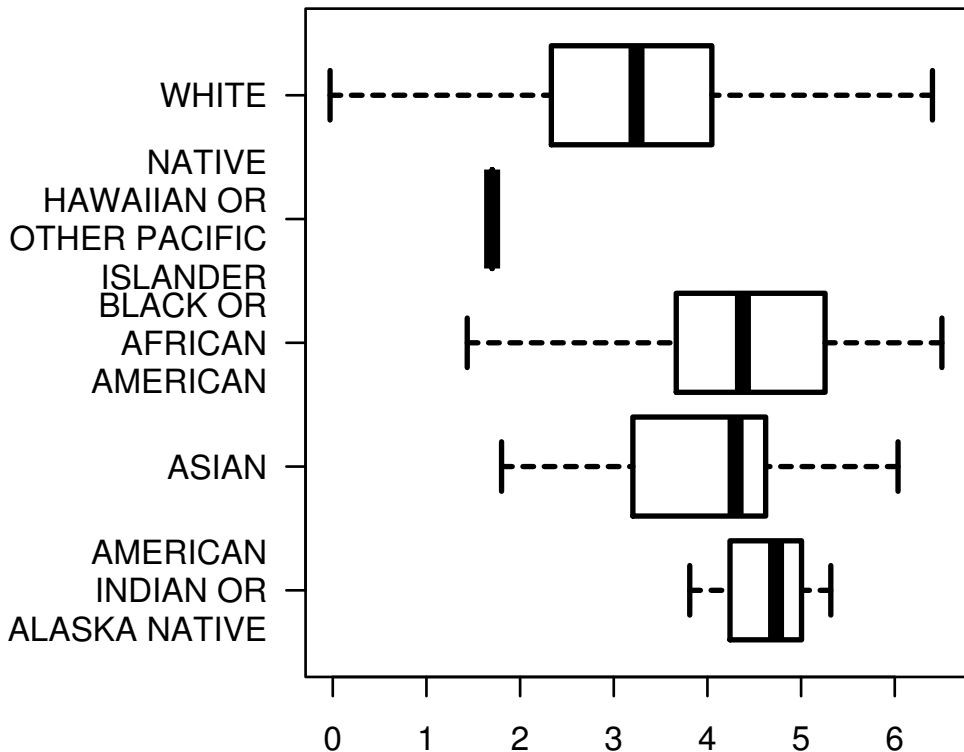 WHITE
NATIVE
HAWAIIAN OR
OTHER PACIFIC
ISLANDER
BLACK OR
AFRICAN
AMERICAN
ASIAN
AMERICAN
INDIAN OR
ALASKA NATIVE
0 1 2 3 4 5 6